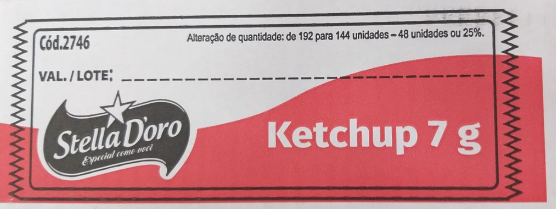 Cód.2746
Alteração de quantidade: de 192 para 144 unidades – 48 unidades ou 25%.
VAL. / LOTE:
Stella D'oro
Especial como você
Ketchup 7 g